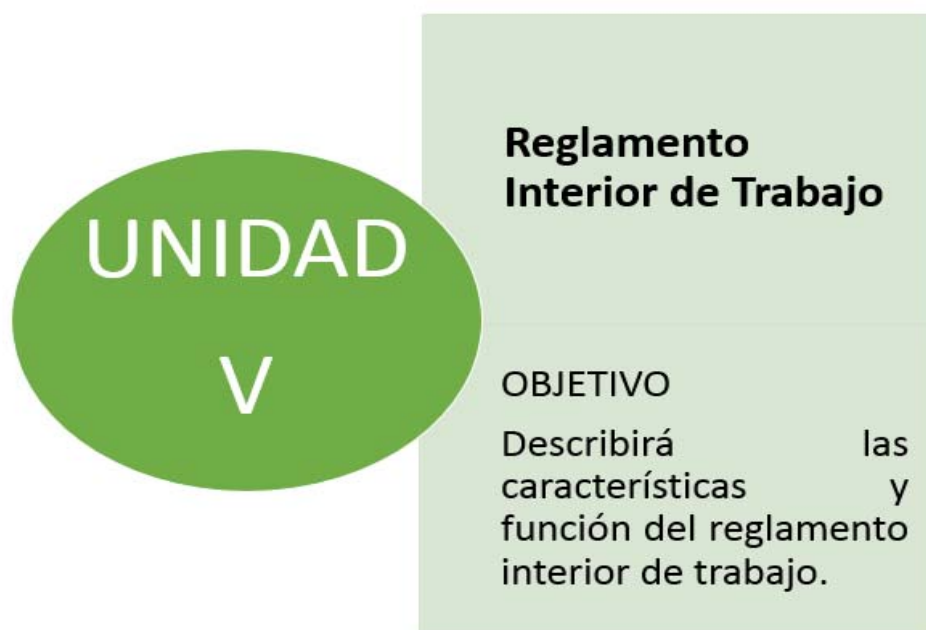 UNIDAD
V
Reglamento
Interior de Trabajo
OBJETIVO
Describirá las
características y
función del reglamento
interior de trabajo.